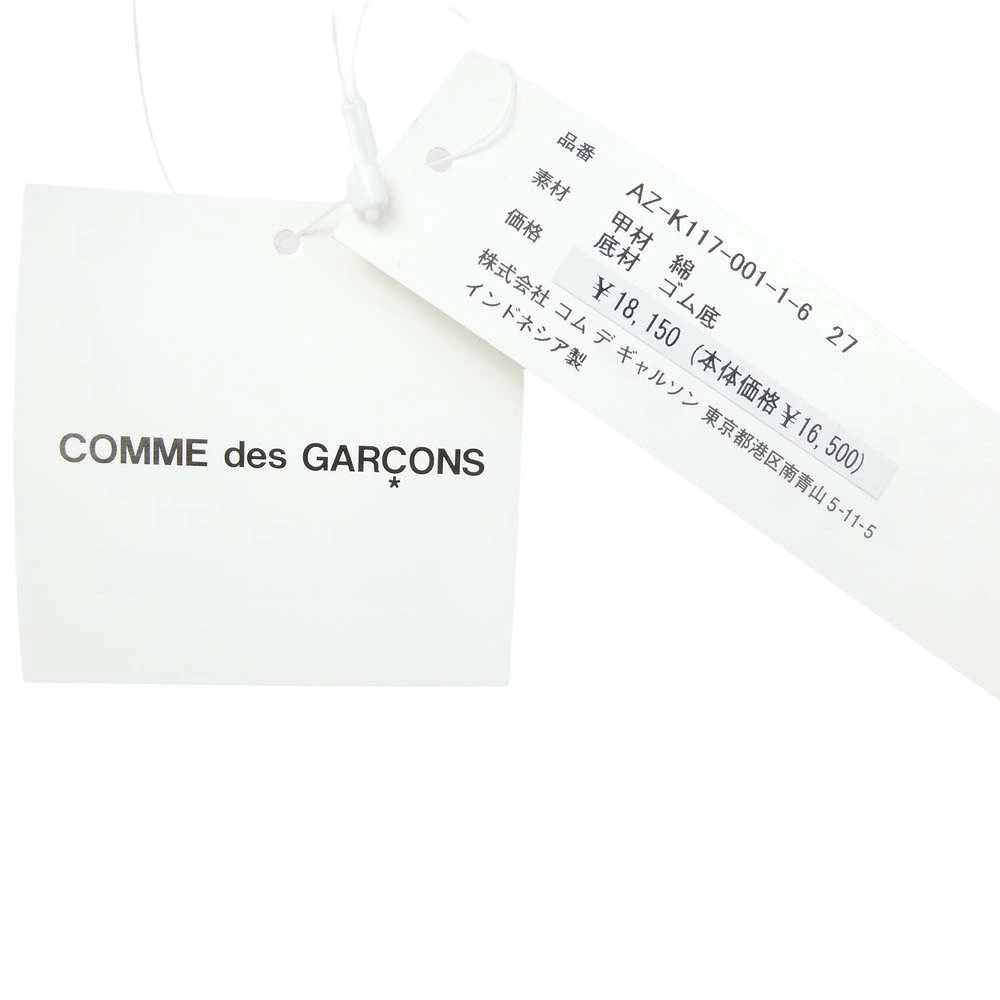 COMME des GARÇONS
*
品番 AZ-K117-001-1-6 27
素材 甲材 綿
底材 ゴム底
価格 ¥18,150 (本体価格¥16,500)
株式会社 コム デ ギャルソン 東京都港区南青山 5-11-5
インドネシア製